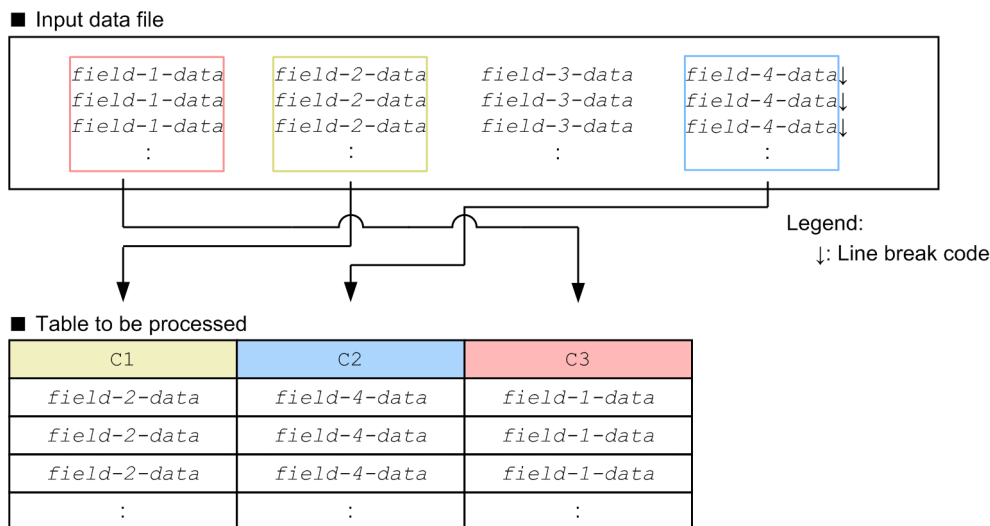 ■ Input data file
field-1-data field-2-data field-3-data field-4-data↓
field-1-data field-2-data field-3-data field-4-data↓
field-1-data field-2-data field-3-data field-4-data↓
: : : :
Legend:
↓: Line break code
■ Table to be processed
C1 C2 C3
field-2-data field-4-data field-1-data
field-2-data field-4-data field-1-data
field-2-data field-4-data field-1-data
: : :